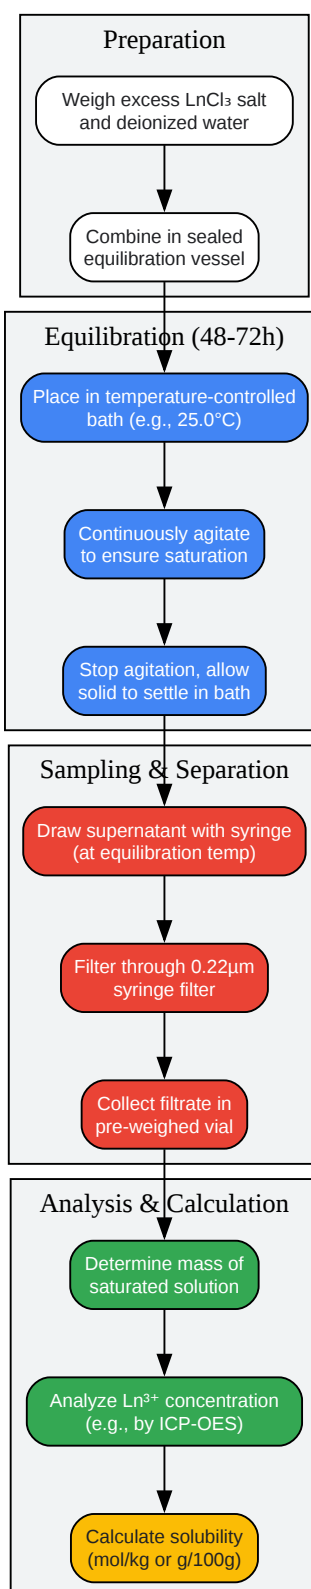 Preparation
Weigh excess LnCl₃ salt
and deionized water
Combine in sealed
equilibration vessel
Equilibration (48-72h)
Place in temperature-controlled
bath (e.g., 25.0°C)
Continuously agitate
to ensure saturation
Stop agitation, allow
solid to settle in bath
Sampling & Separation
Draw supernatant with syringe
(at equilibration temp)
Filter through 0.22µm
syringe filter
Collect filtrate in
pre-weighed vial
Analysis & Calculation
Determine mass of
saturated solution
Analyze Ln³⁺ concentration
(e.g., by ICP-OES)
Calculate solubility
(mol/kg or g/100g)